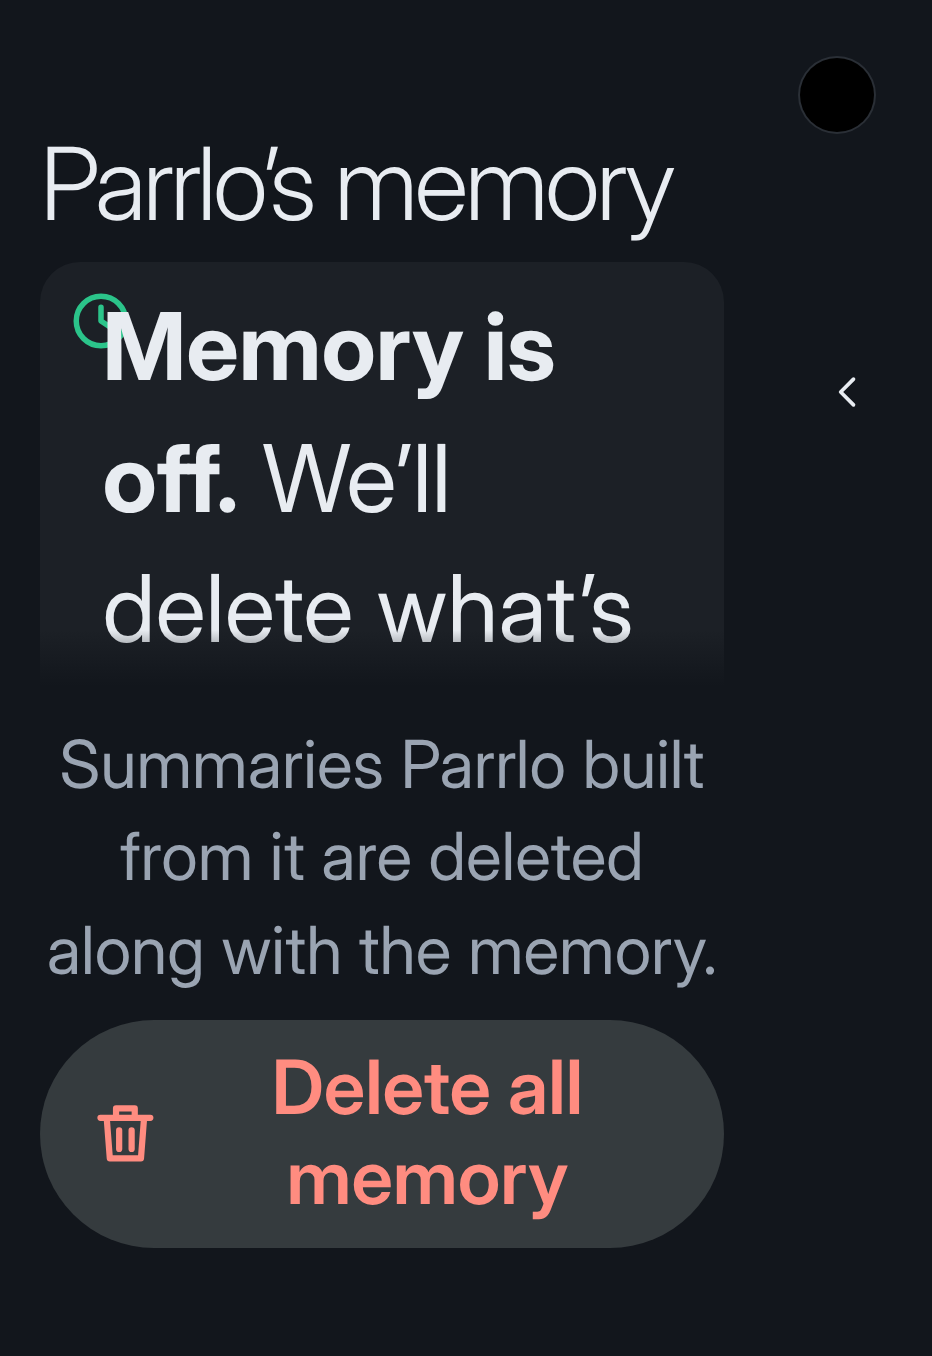 Parrlo’s memory
Memory is
off. We’ll
delete what’s
Summaries Parrlo built
from it are deleted
along with the memory.
Delete all
memory